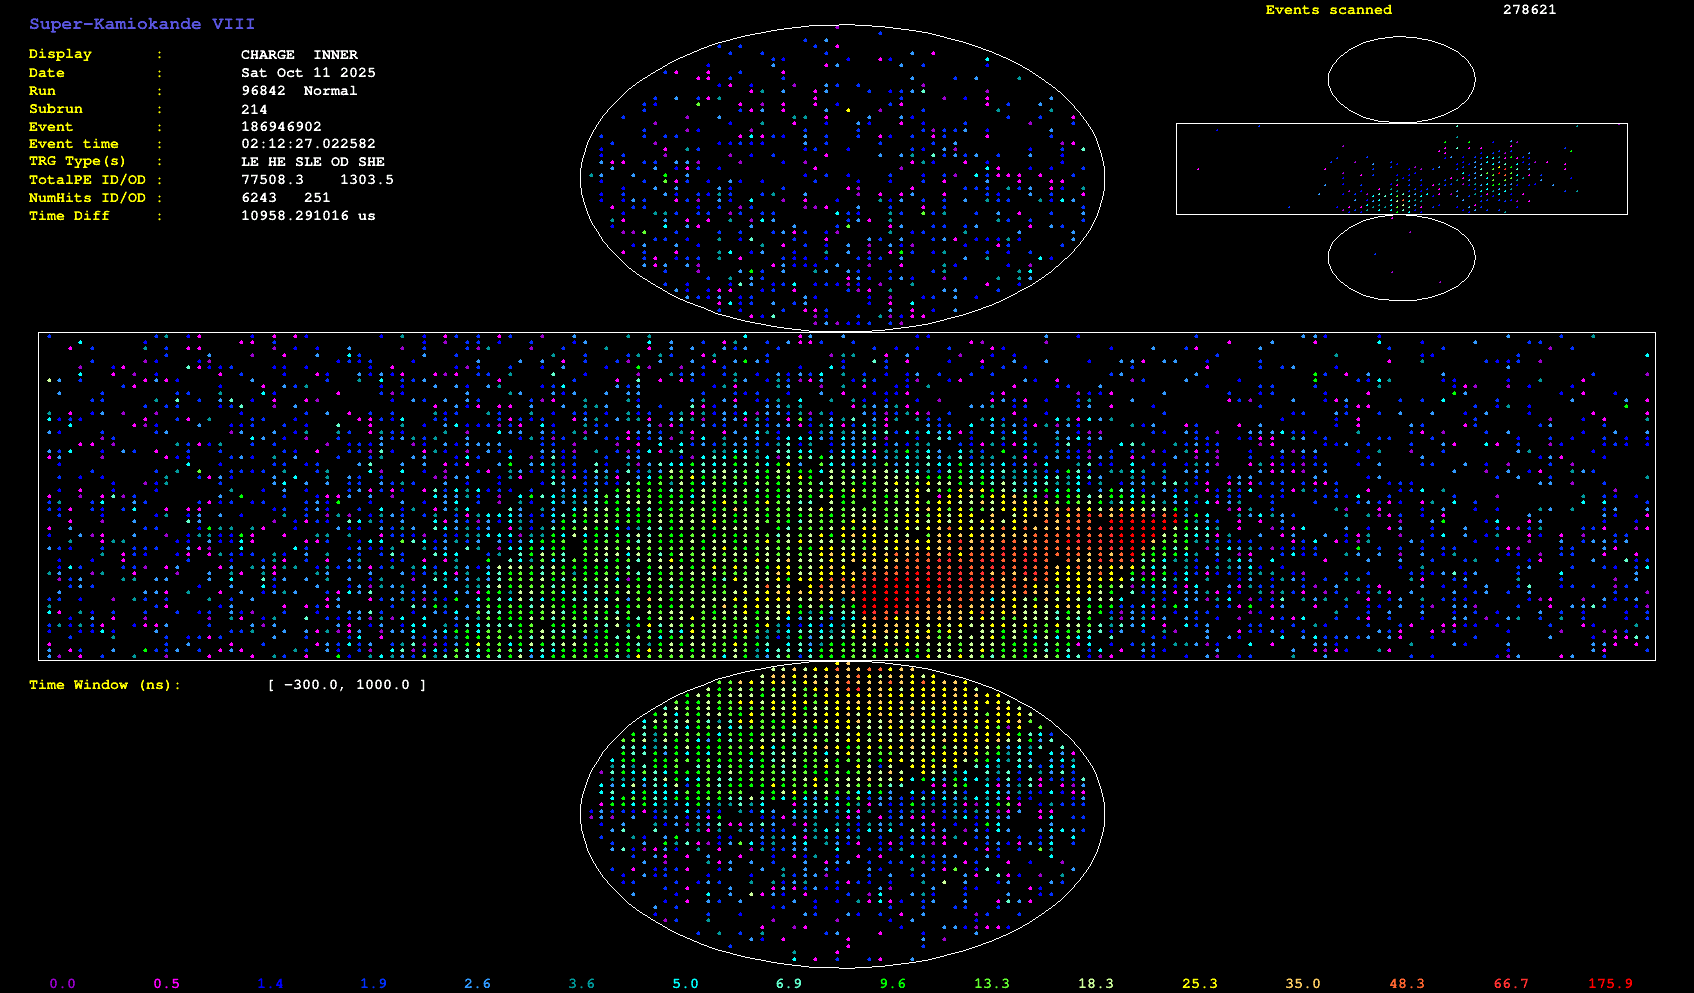 Super-Kamiokande VIII
Events scanned 278621
Display : CHARGE INNER
Date : Sat Oct 11 2025
Run : 96842 Normal
Subrun : 214
Event : 186946902
Event time : 02:12:27.022582
TRG Type(s) : LE HE SLE OD SHE
TotalPE ID/OD : 77508.3 1303.5
NumHits ID/OD : 6243 251
Time Diff : 10958.291016 us
Time Window (ns): [ -300.0, 1000.0 ]
0.0 0.5 1.4 1.9 2.6 3.6 5.0 6.9 9.6 13.3 18.3 25.3 35.0 48.3 66.7 175.9